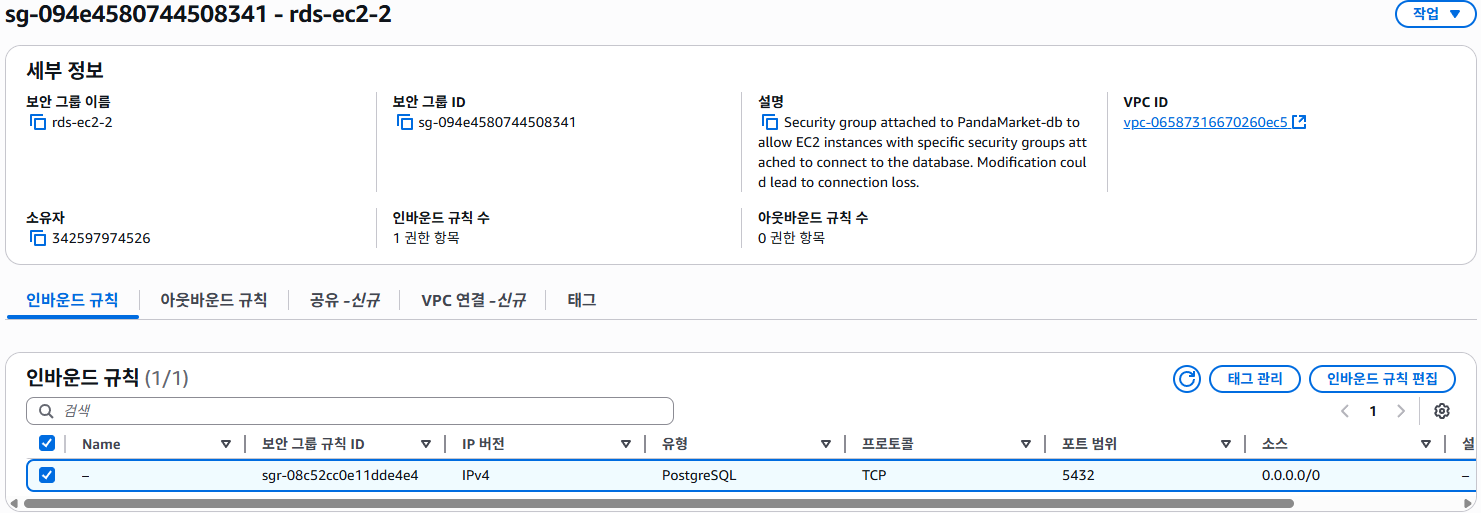 sg-094e4580744508341 - rds-ec2-2
작업
세부 정보
보안 그룹 이름
rds-ec2-2
보안 그룹 ID
sg-094e4580744508341
설명
Security group attached to PandaMarket-db to
allow EC2 instances with specific security groups att
ached to connect to the database. Modification coul
d lead to connection loss.
VPC ID
vpc-06587316670260ec5
소유자
342597974526
인바운드 규칙 수
1 권한 항목
아웃바운드 규칙 수
0 권한 항목
인바운드 규칙
아웃바운드 규칙
공유 -신규
VPC 연결 -신규
태그
인바운드 규칙 (1/1)
태그 관리
인바운드 규칙 편집
검색
1
Name
보안 그룹 규칙 ID
IP 버전
유형
프로토콜
포트 범위
소스
설
–
sgr-08c52cc0e11dde4e4
IPv4
PostgreSQL
TCP
5432
0.0.0.0/0
–